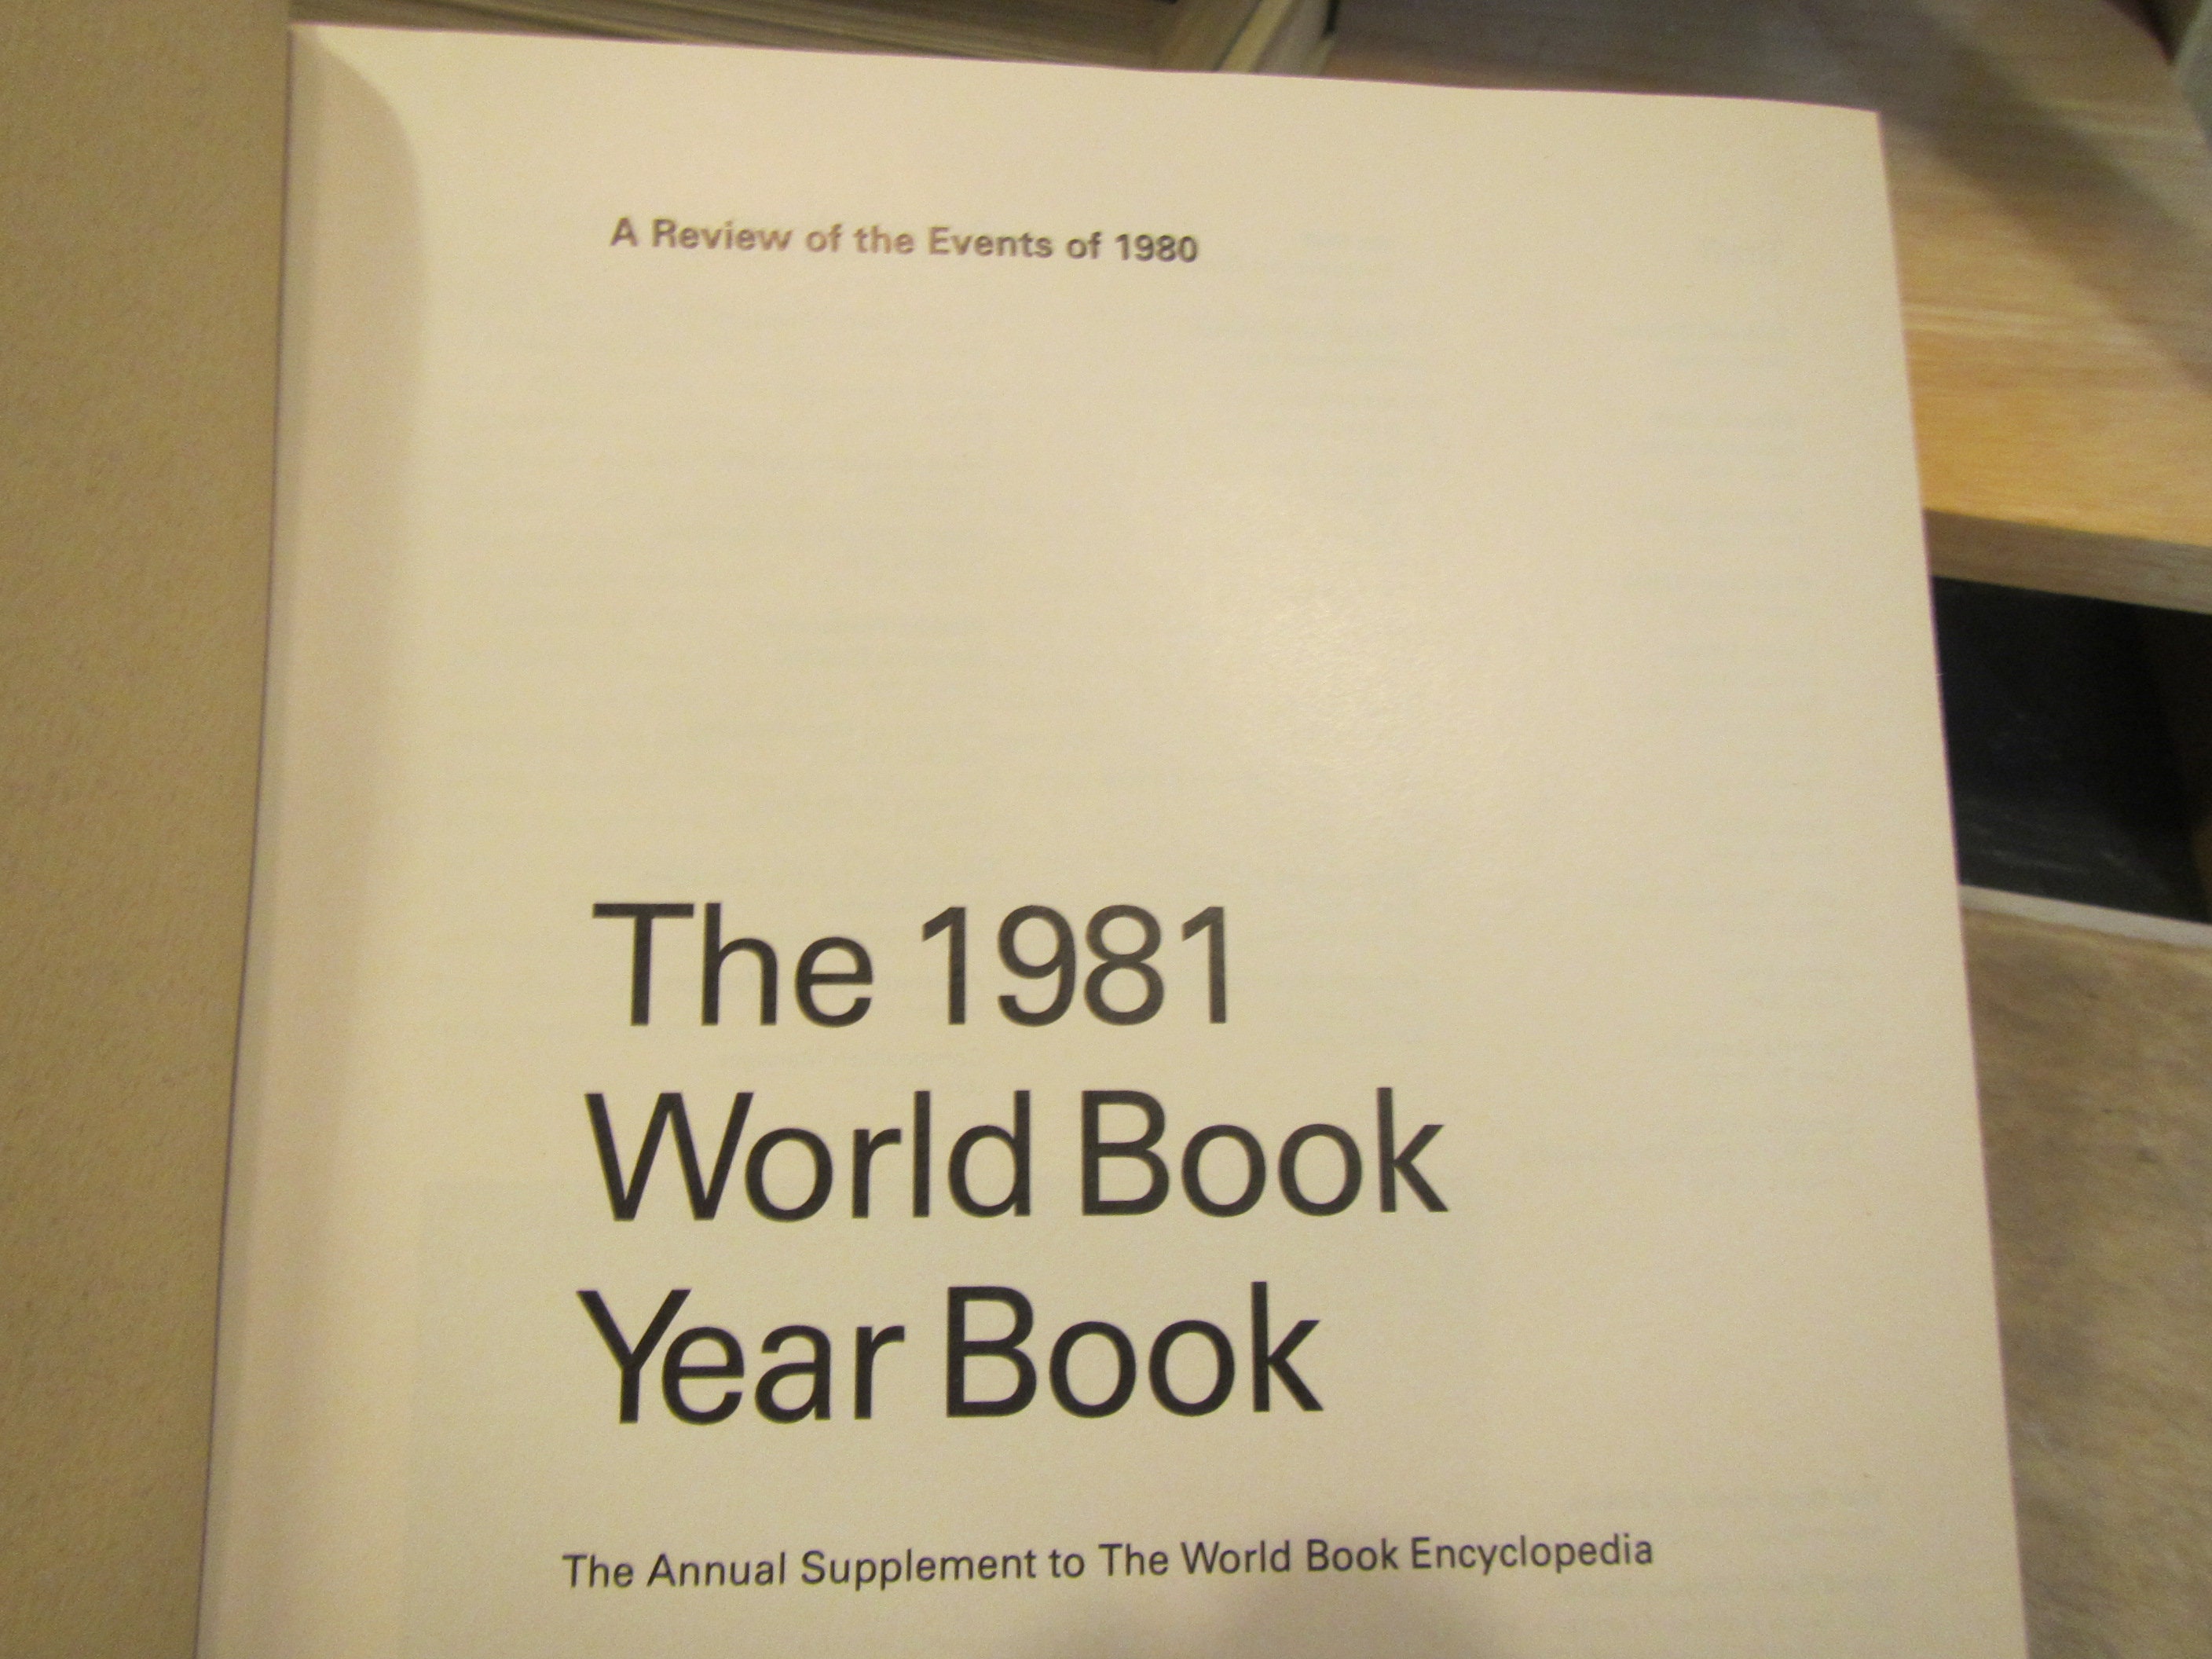 A Review of the Events of 1980
The 1981
World Book
Year Book
The Annual Supplement to The World Book Encyclopedia